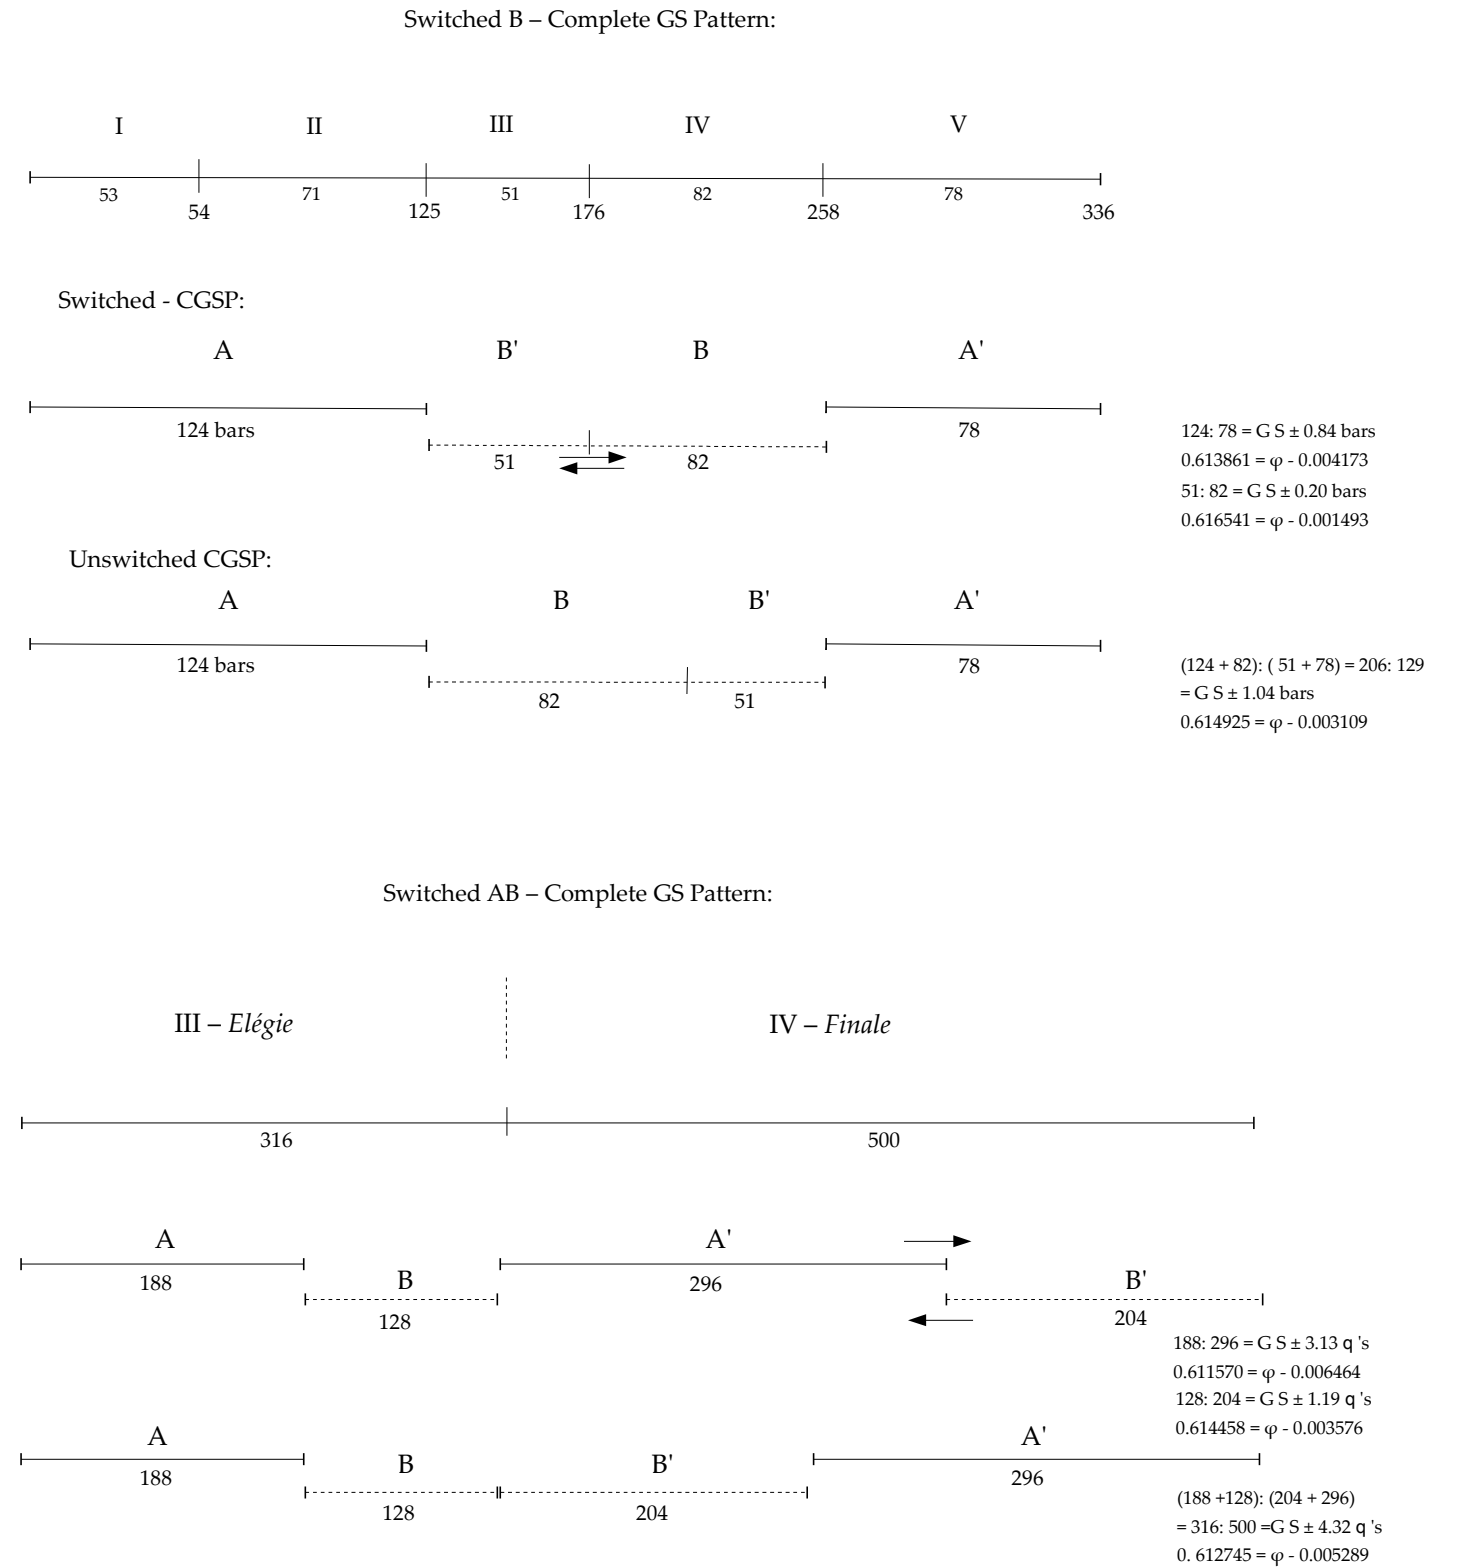 Switched B – Complete GS Pattern:
I II III IV V
53 71 51 82 78
54 125 176 258 336
Switched - CGSP:
A B' B A'
124 bars 78
51 82
124: 78 = G S ± 0.84 bars
0.613861 = φ - 0.004173
51: 82 = G S ± 0.20 bars
0.616541 = φ - 0.001493
Unswitched CGSP:
A B B' A'
124 bars 78
82 51
(124 + 82): ( 51 + 78) = 206: 129
= G S ± 1.04 bars
0.614925 = φ - 0.003109
Switched AB – Complete GS Pattern:
III – Elégie IV – Finale
316 500
A A'
188 296
B B'
128 204
188: 296 = G S ± 3.13 q 's
0.611570 = φ - 0.006464
128: 204 = G S ± 1.19 q 's
0.614458 = φ - 0.003576
A A'
188 296
B B'
128 204
(188 +128): (204 + 296)
= 316: 500 =G S ± 4.32 q 's
0. 612745 = φ - 0.005289